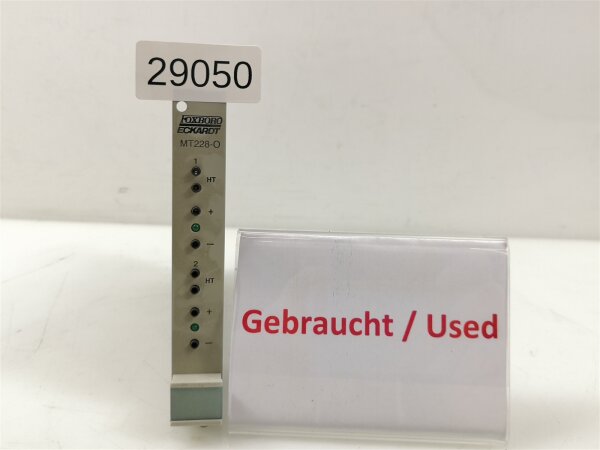 29050
FOXBORO
ECKARDT
MT228-O
1
HT
+
–
2
HT
+
–
Gebraucht / Used